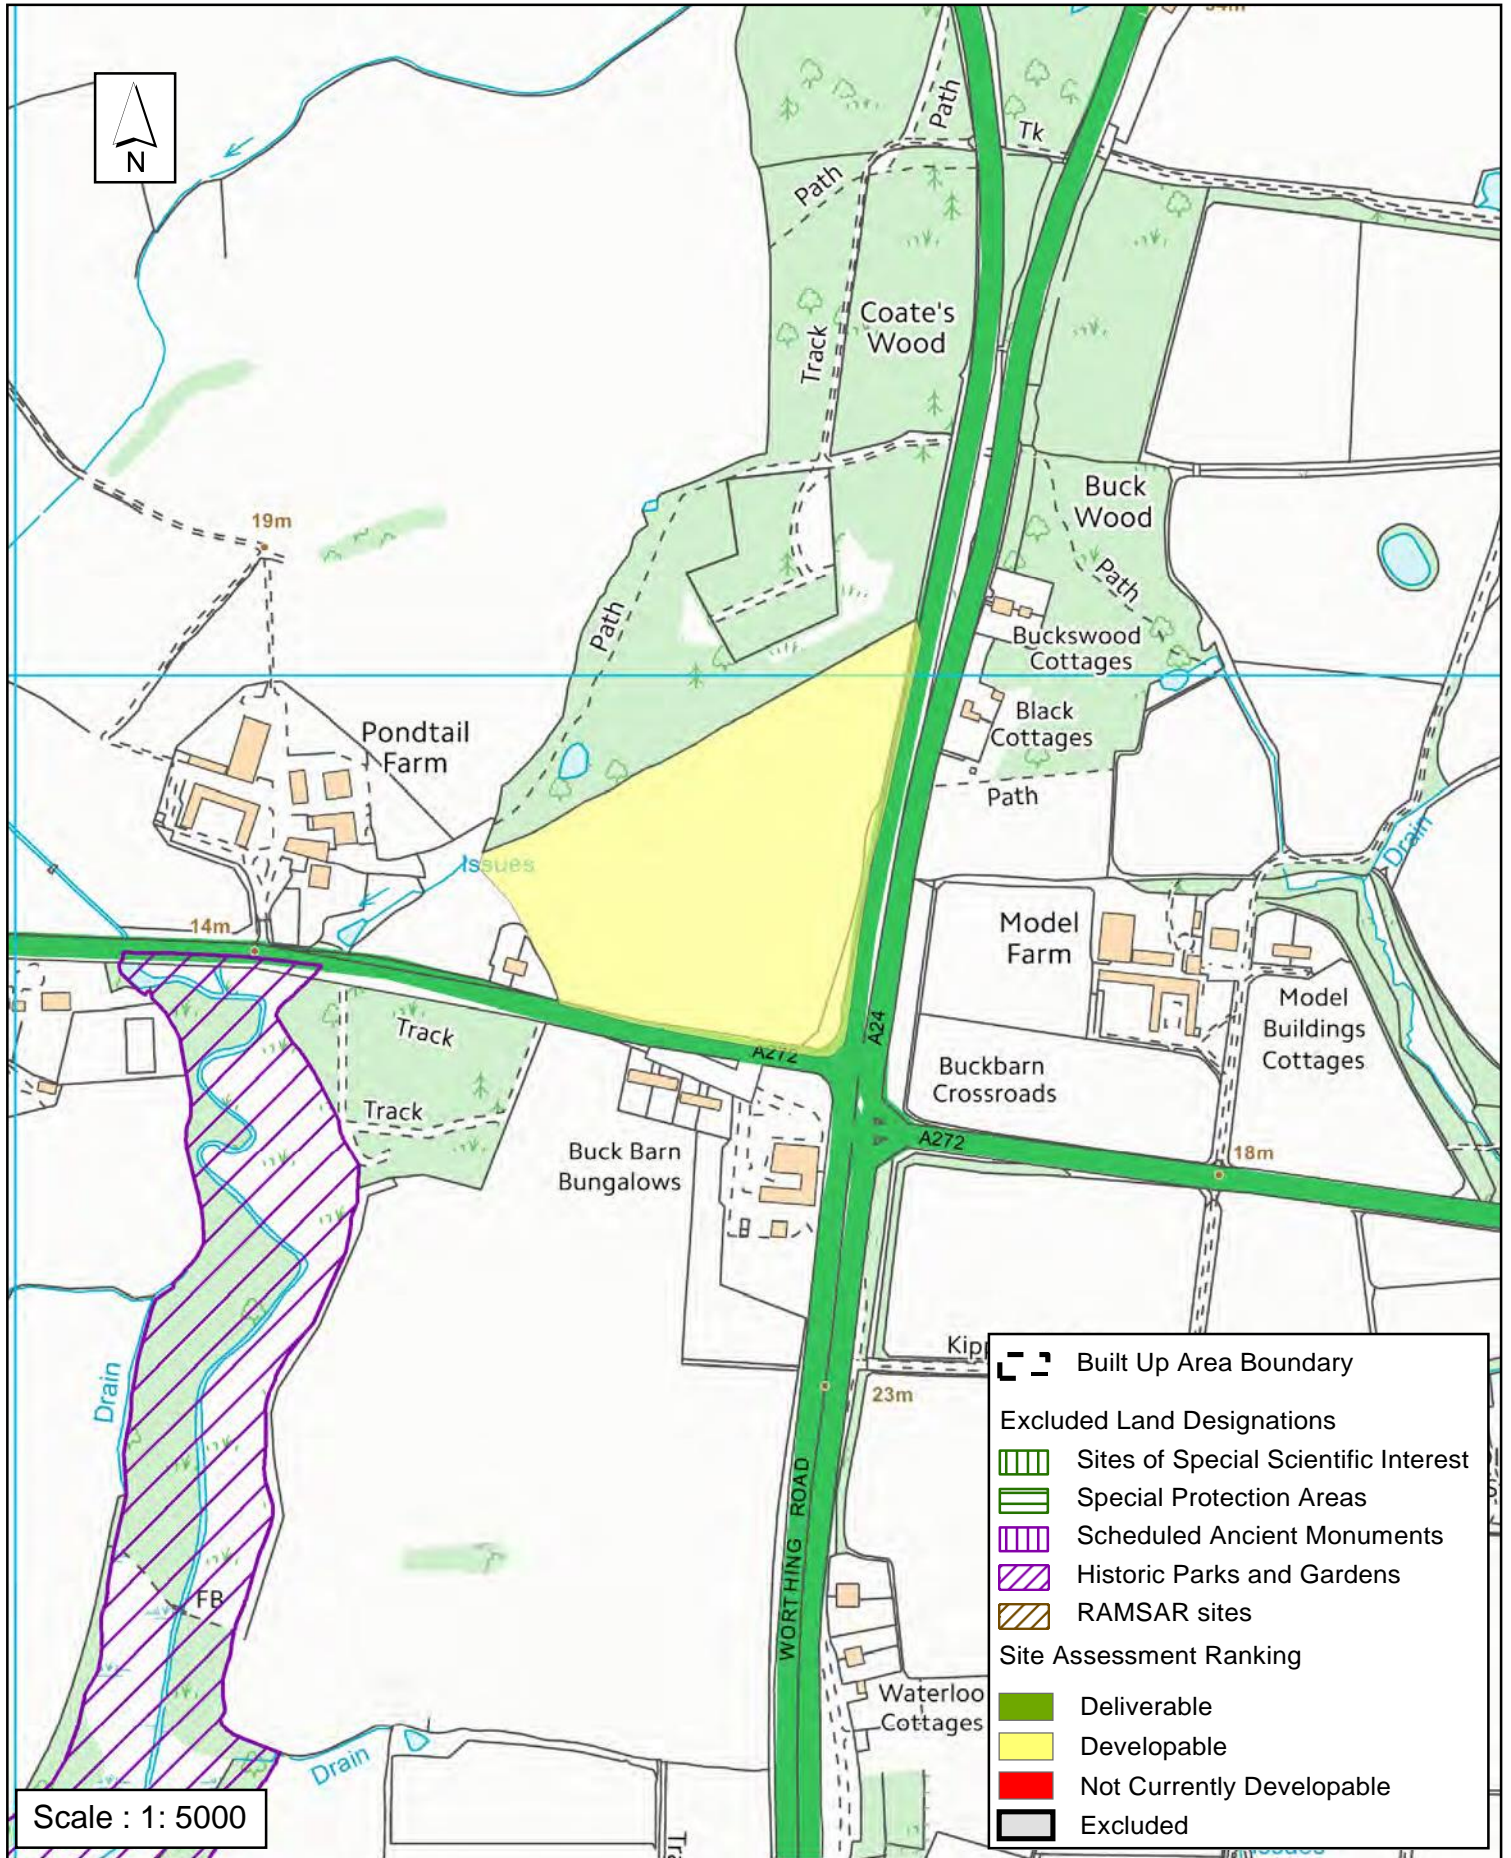 N
Path
Tk
Path
Coate's
Wood
Track
Buck
Wood
19m
Path
Path
Buckswood
Cottages
Pondtail
Farm
Black
Cottages
Path
Issues
Drain
14m
Model
Farm
Model
Buildings
Cottages
Track
A24
A272
Buckbarn
Crossroads
Track
A272
18m
Buck Barn
Bungalows
Drain
23m
WORTHING ROAD
FB
Waterloo
Cottages
Drain
Built Up Area Boundary
Excluded Land Designations
Sites of Special Scientific Interest
Special Protection Areas
Scheduled Ancient Monuments
Historic Parks and Gardens
RAMSAR sites
Site Assessment Ranking
Deliverable
Developable
Not Currently Developable
Excluded
Scale : 1: 5000